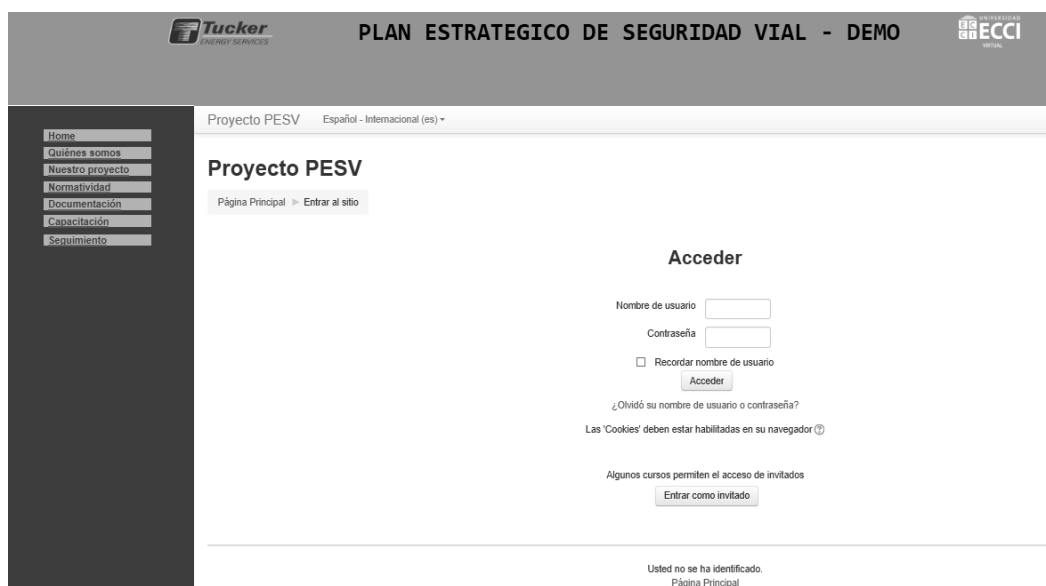 Tucker
ENERGY SERVICES
PLAN ESTRATEGICO DE SEGURIDAD VIAL - DEMO
UNIVERSIDAD
ECCI
VIRTUAL
Home
Quiénes somos
Nuestro proyecto
Normatividad
Documentación
Capacitación
Seguimiento
Proyecto PESV Español - Internacional (es)
Proyecto PESV
Página Principal Entrar al sitio
Acceder
Nombre de usuario
Contraseña
Recordar nombre de usuario
Acceder
¿Olvidó su nombre de usuario o contraseña?
Las 'Cookies' deben estar habilitadas en su navegador ?
Algunos cursos permiten el acceso de invitados
Entrar como invitado
Usted no se ha identificado.
Página Principal